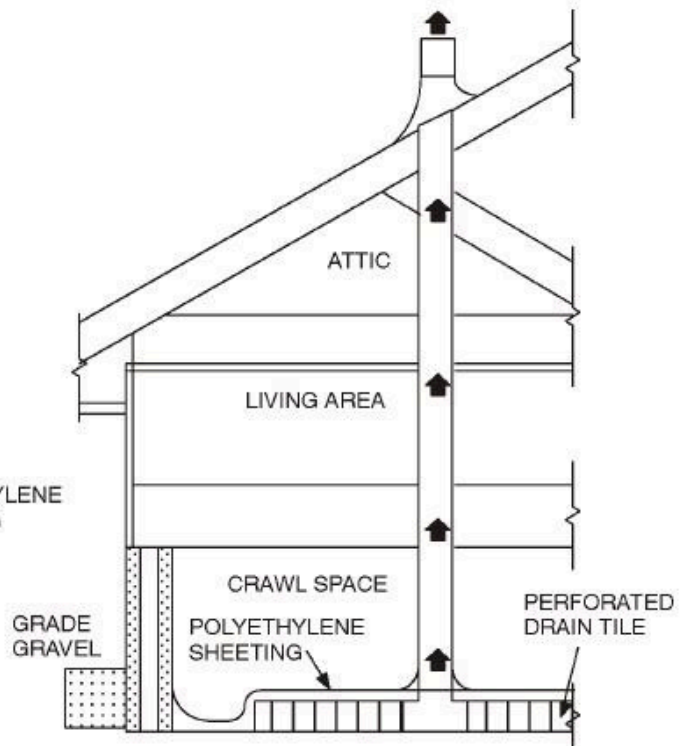 ATTIC
LIVING AREA
CRAWL SPACE
GRADE
GRAVEL
POLYETHYLENE
SHEETING
PERFORATED
DRAIN TILE